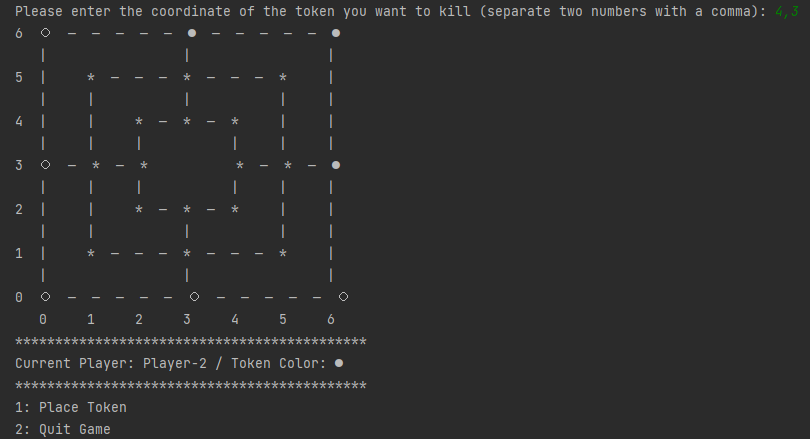 Please enter the coordinate of the token you want to kill (separate two numbers with a comma): 4,3
6 ○ – – – – – ● – – – – – ●
| | |
5 | * – – – * – – – * |
| | | | |
4 | | * – * – * | |
| | | | | |
3 ○ – * – * * – * – ●
| | | | | |
2 | | * – * – * | |
| | | | |
1 | * – – – * – – – * |
| | |
0 ○ – – – – – ○ – – – – – ○
0 1 2 3 4 5 6
********************************************
Current Player: Player-2 / Token Color: ●
********************************************
1: Place Token
2: Quit Game